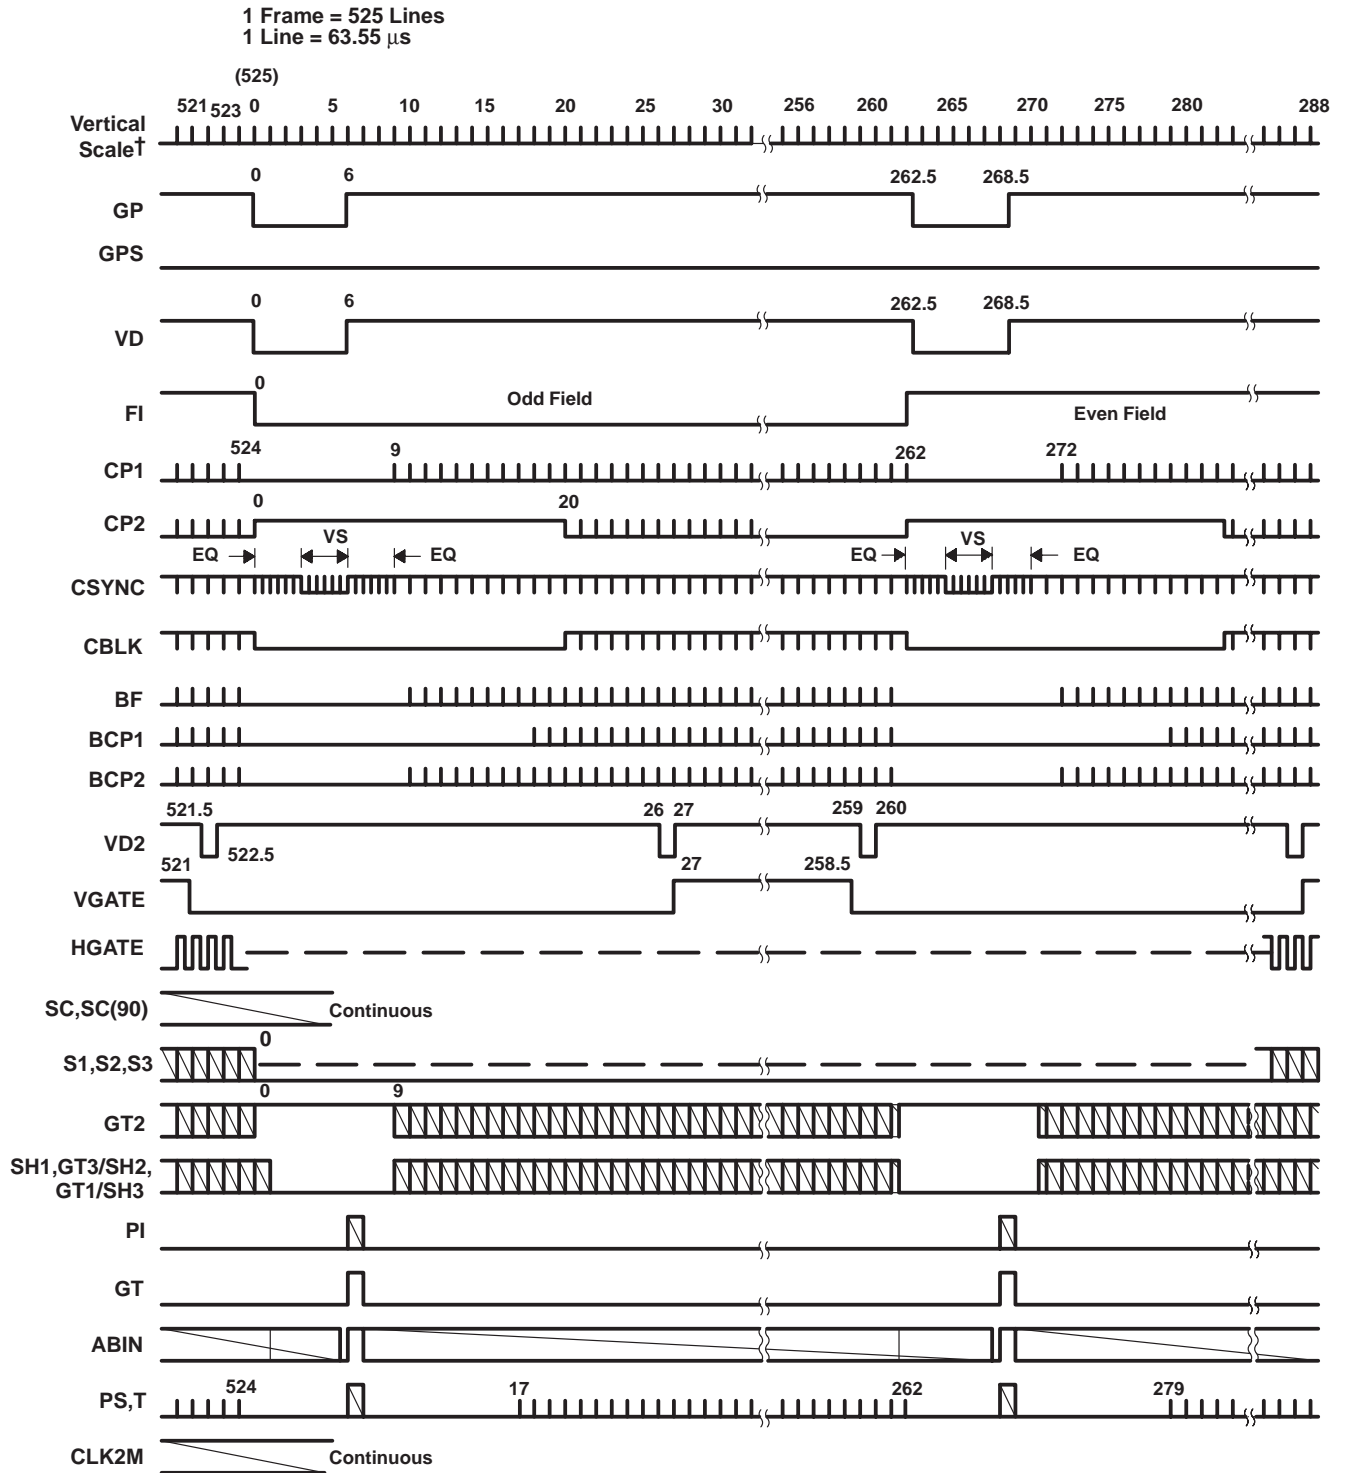 1 Frame = 525 Lines
1 Line = 63.55 μs
(525)
521 523 0 5 10 15 20 25 30 256 260 265 270 275 280 288
Vertical
Scale†
0 6 262.5 268.5
GP
GPS
0 6 262.5 268.5
VD
0
Odd Field
FI
Even Field
524 9 262 272
CP1
0 20
CP2
EQ VS EQ EQ VS EQ
CSYNC
CBLK
BF
BCP1
BCP2
521.5 26 27 259 260
VD2
522.5
521 27 258.5
VGATE
HGATE
SC,SC(90)
Continuous
0
S1,S2,S3
0 9
GT2
SH1,GT3/SH2,
GT1/SH3
PI
GT
ABIN
524 17 262 279
PS,T
CLK2M
Continuous